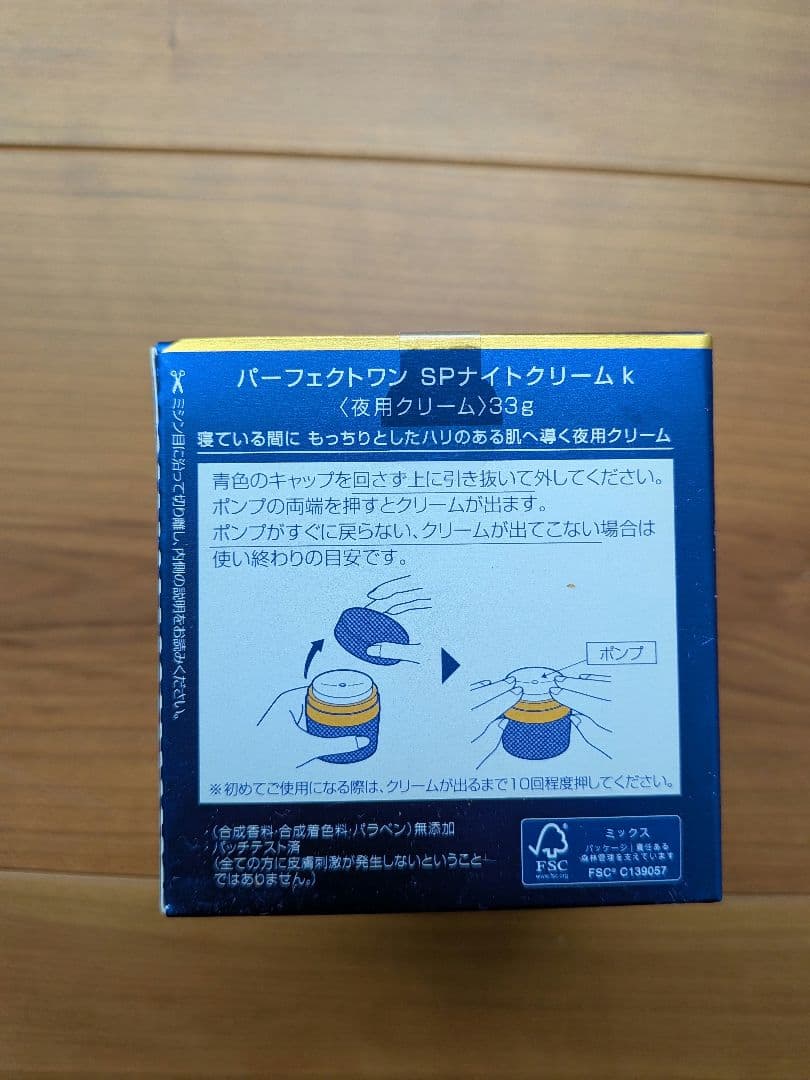 パーフェクトワン SPナイトクリーム k
〈夜用クリーム〉33g
寝ている間に もっちりとしたハリのある肌へ導く夜用クリーム
青色のキャップを回さず上に引き抜いて外してください。
ポンプの両端を押すとクリームが出ます。
ポンプがすぐに戻らない、クリームが出てこない場合は
使い終わりの目安です。
ポンプ
※初めてご使用になる際は、クリームが出るまで10回程度押してください。
・(合成香料・合成着色料・パラベン)無添加
・パッチテスト済
(全ての方に皮膚刺激が発生しないということ
ではありません。)
FSC
www.fsc.org
ミックス
パッケージ|責任ある
森林管理を支えています
FSC® C139057
ミシン目に沿って切り離し、内側の説明をお読みください。